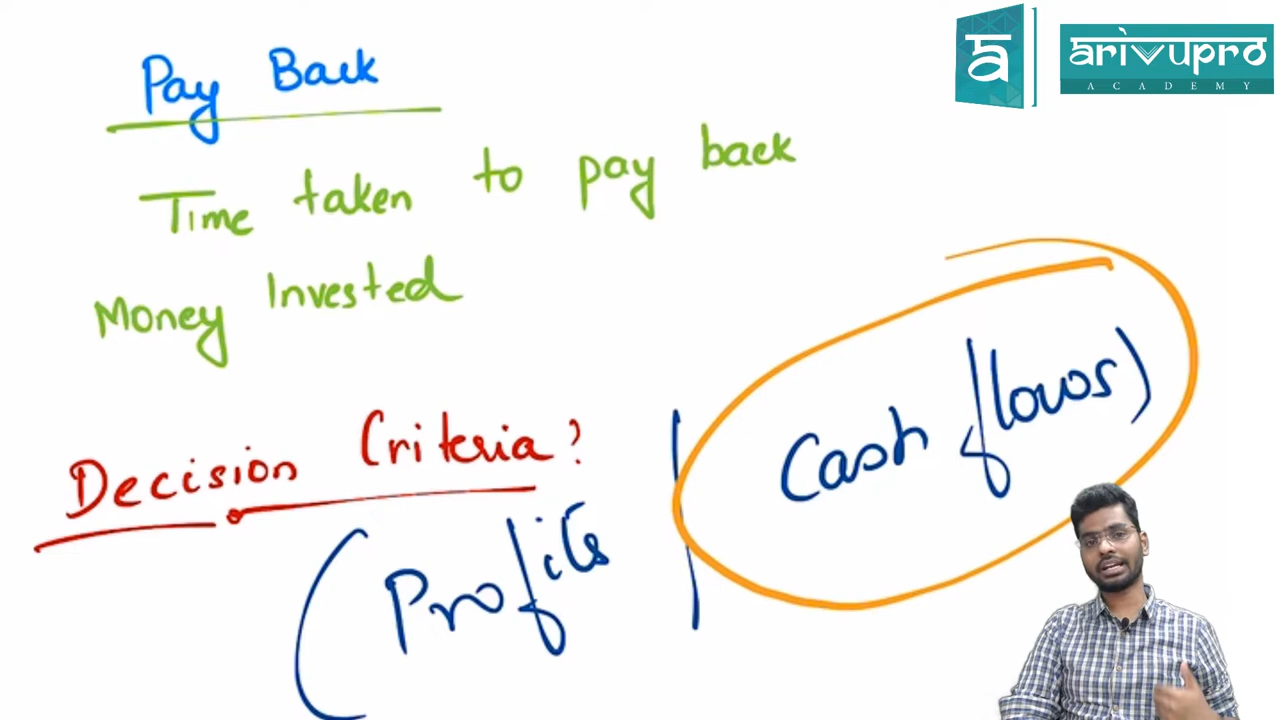 Pay Back
Time taken to pay back
Money Invested
Decision Criteria?
(Profits | Cash flows)
arivupro
ACADEMY